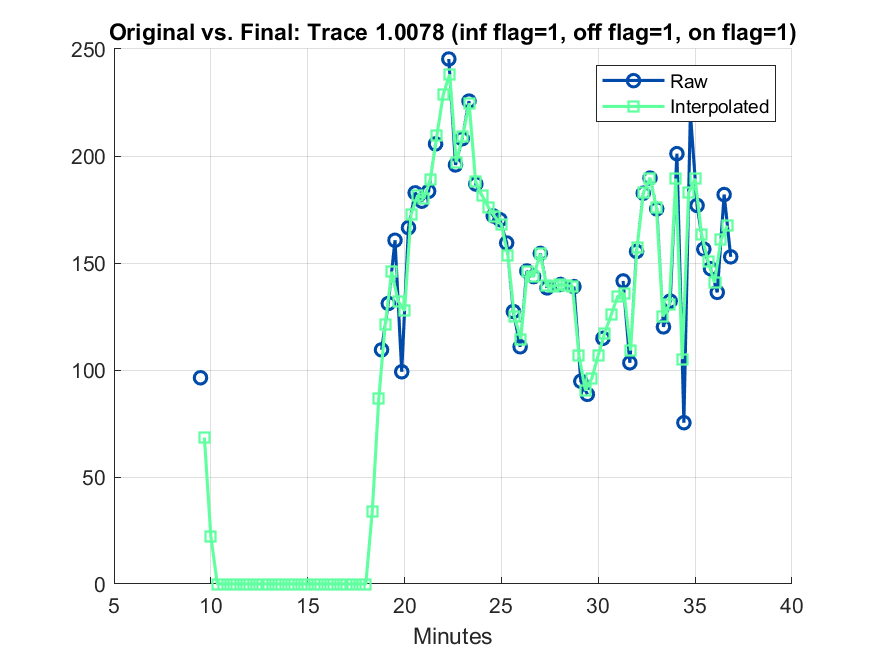 Original vs. Final: Trace 1.0078 (inf flag=1, off flag=1, on flag=1)
250
200
150
100
50
0
5 10 15 20 25 30 35 40
Minutes
Raw
Interpolated